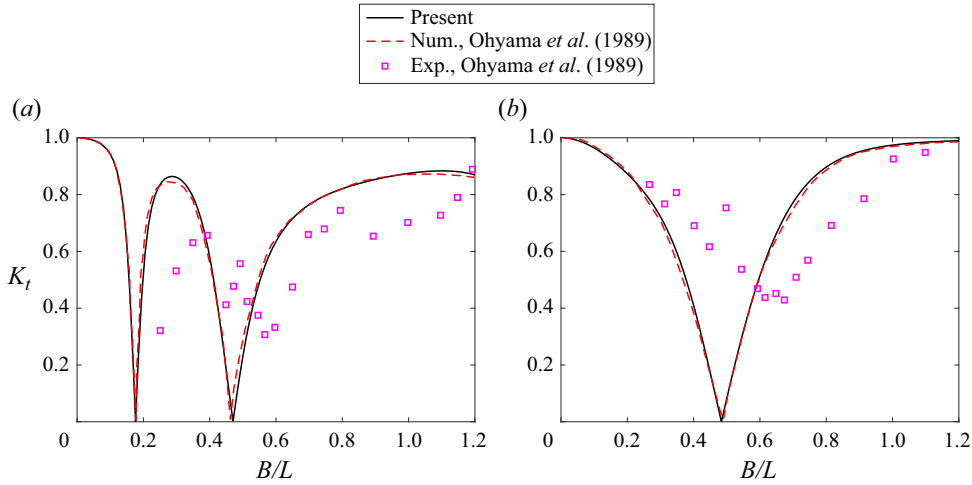 Present
Num., Ohyama et al. (1989)
Exp., Ohyama et al. (1989)
(a)
(b)
1.0
0.8
0.6
0.4
0.2
K_t
0 0.2 0.4 0.6 0.8 1.0 1.2
B/L
1.0
0.8
0.6
0.4
0.2
0 0.2 0.4 0.6 0.8 1.0 1.2
B/L